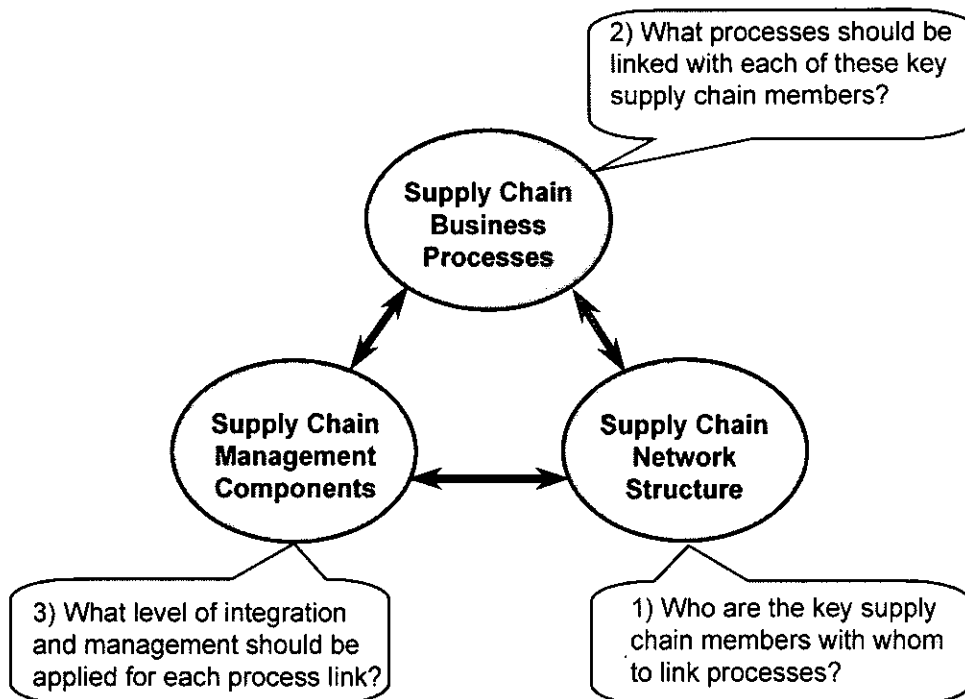 2) What processes should be
linked with each of these key
supply chain members?
Supply Chain
Business
Processes
Supply Chain
Management
Components
Supply Chain
Network
Structure
3) What level of integration
and management should be
applied for each process link?
1) Who are the key supply
chain members with whom
to link processes?